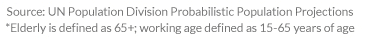 Source: UN Population Division Probabilistic Population Projections
*Elderly is defined as 65+; working age defined as 15-65 years of age